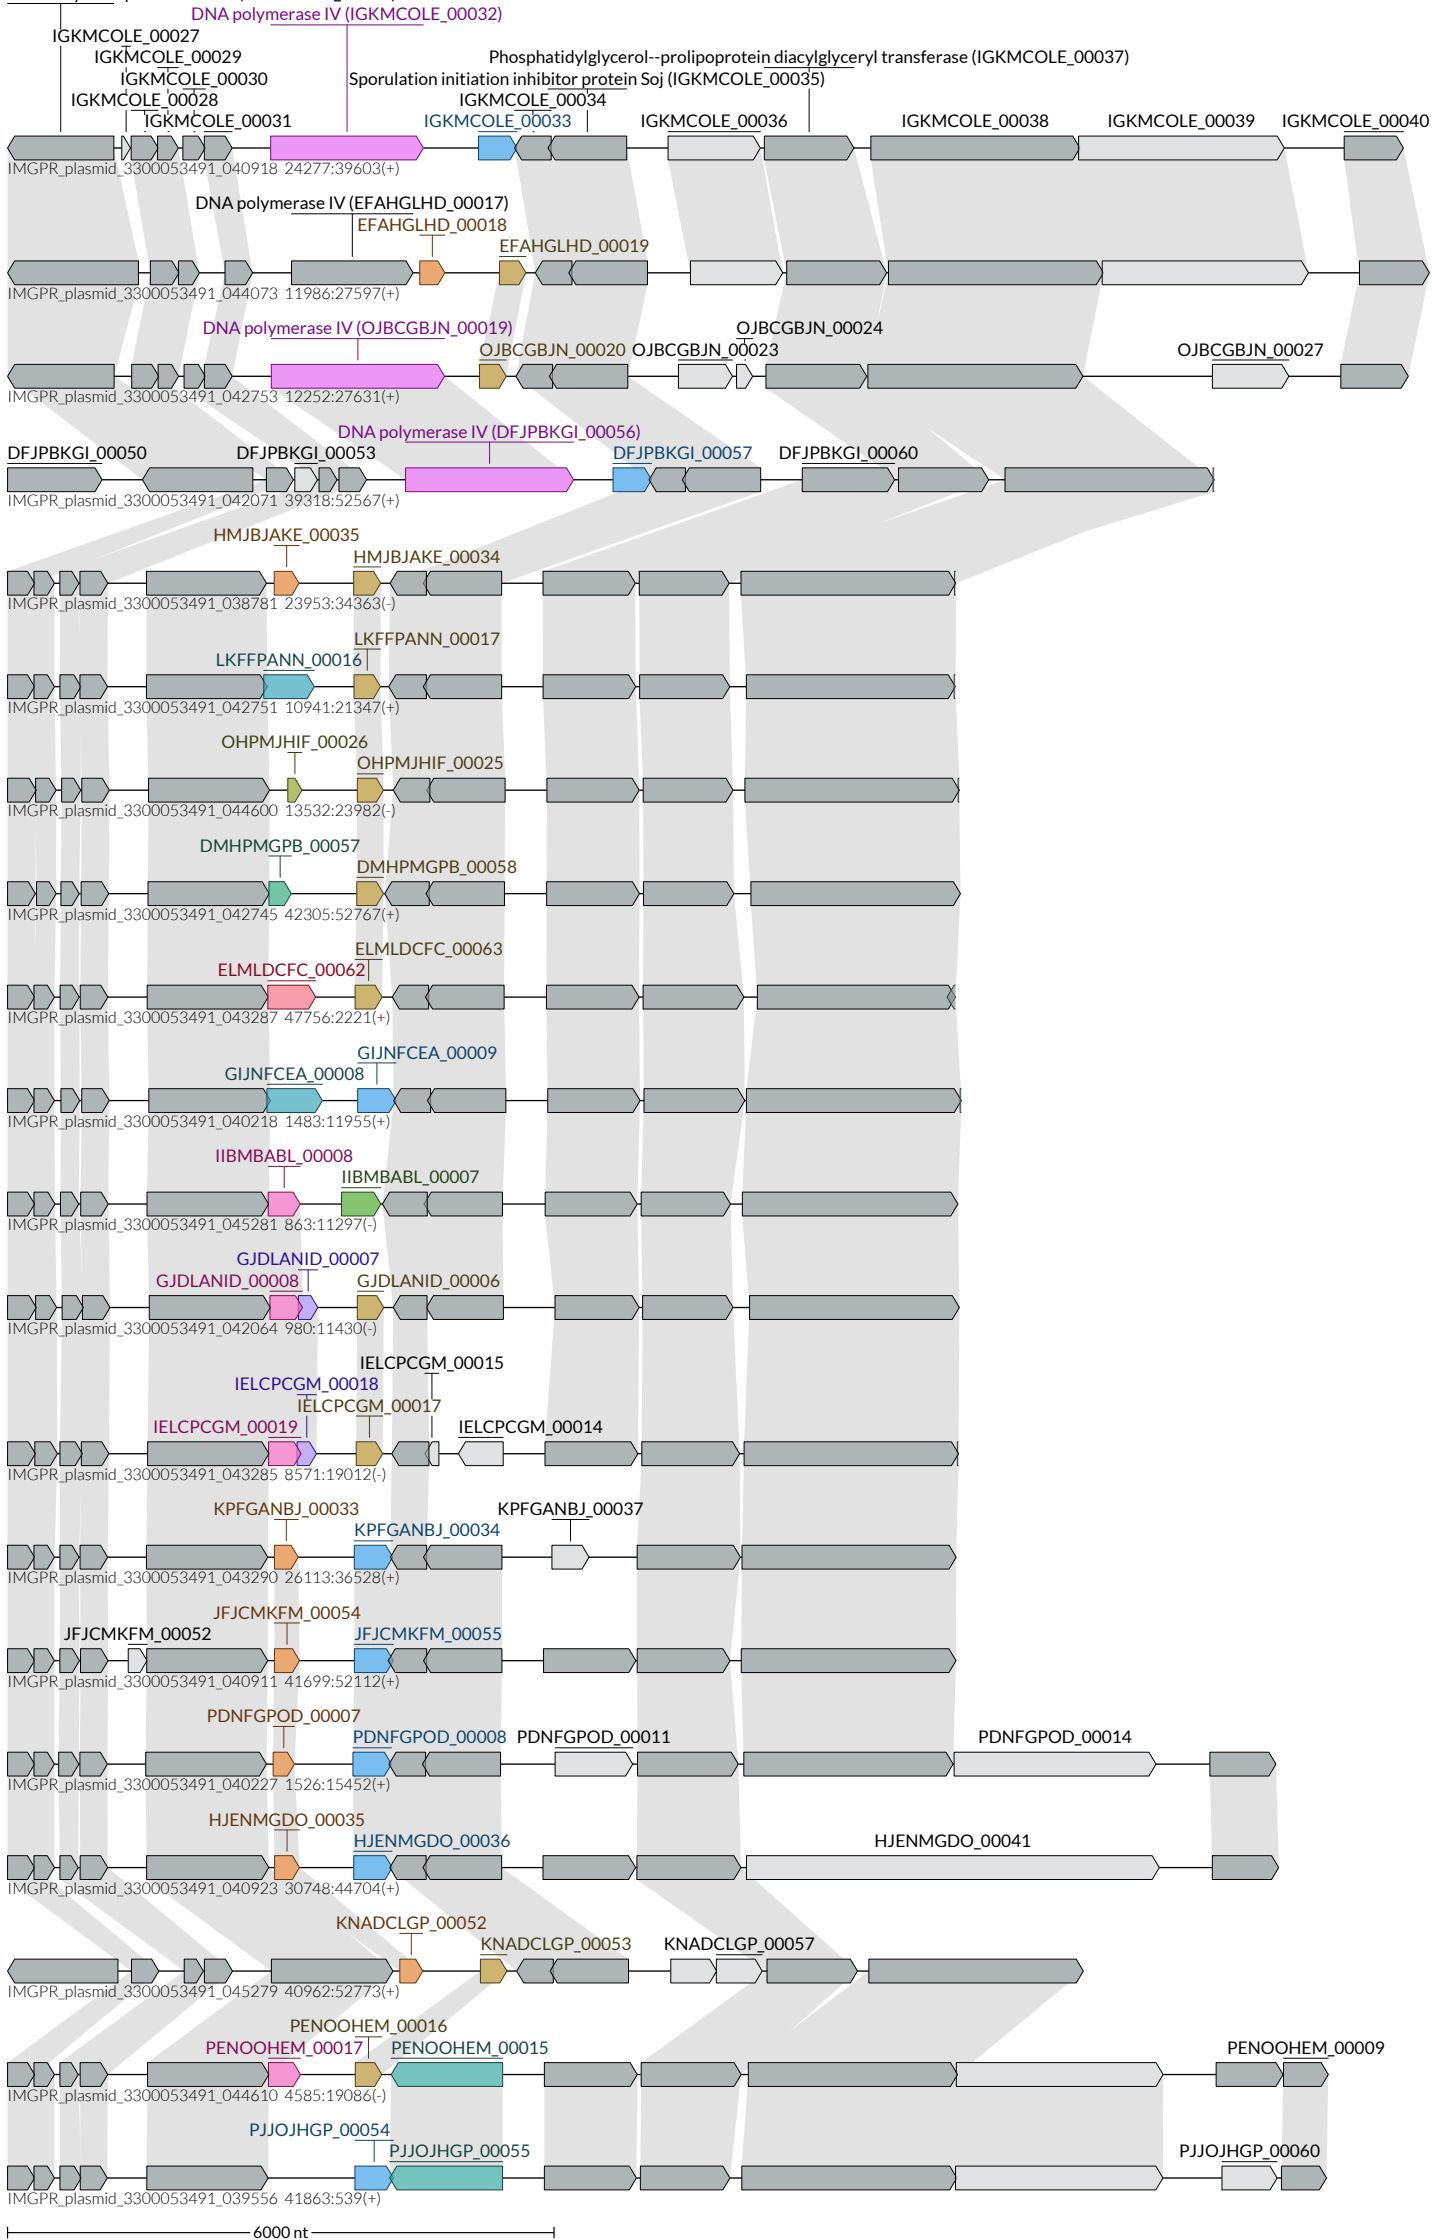 DNA polymerase IV (IGKMCOLE_00032)
IGKMCOLE_00027
IGKMCOLE_00029
Phosphatidylglycerol--prolipoprotein diacylglyceryl transferase (IGKMCOLE_00037)
IGKMCOLE_00030
Sporulation initiation inhibitor protein Soj (IGKMCOLE_00035)
IGKMCOLE_00028
IGKMCOLE_00034
IGKMCOLE_00031
IGKMCOLE_00033
IGKMCOLE_00036
IGKMCOLE_00038
IGKMCOLE_00039
IGKMCOLE_00040
IMGPR_plasmid_3300053491_040918 24277:39603(+)
DNA polymerase IV (EFAHGLHD_00017)
EFAHGLHD_00018
EFAHGLHD_00019
IMGPR_plasmid_3300053491_044073 11986:27597(+)
DNA polymerase IV (OJBCGBJN_00019)
OJBCGBJN_00024
OJBCGBJN_00020
OJBCGBJN_00023
OJBCGBJN_00027
IMGPR_plasmid_3300053491_042753 12252:27631(+)
DNA polymerase IV (DFJPBKGI_00056)
DFJPBKGI_00050
DFJPBKGI_00053
DFJPBKGI_00057
DFJPBKGI_00060
IMGPR_plasmid_3300053491_042071 39318:52567(+)
HMJBJAKE_00035
HMJBJAKE_00034
IMGPR_plasmid_3300053491_038781 23953:34363(-)
LKFFPANN_00017
LKFFPANN_00016
IMGPR_plasmid_3300053491_042751 10941:21347(+)
OHPMJHIF_00026
OHPMJHIF_00025
IMGPR_plasmid_3300053491_044600 13532:23982(-)
DMHPMGPB_00057
DMHPMGPB_00058
IMGPR_plasmid_3300053491_042745 42305:52767(+)
ELMLDCFC_00063
ELMLDCFC_00062
IMGPR_plasmid_3300053491_043287 47756:2221(+)
GIJNFCEA_00009
GIJNFCEA_00008
IMGPR_plasmid_3300053491_040218 1483:11955(+)
IIBMBABL_00008
IIBMBABL_00007
IMGPR_plasmid_3300053491_045281 863:11297(-)
GJDLANID_00007
GJDLANID_00008
GJDLANID_00006
IMGPR_plasmid_3300053491_042064 980:11430(-)
IELCPCGM_00015
IELCPCGM_00018
IELCPCGM_00017
IELCPCGM_00019
IELCPCGM_00014
IMGPR_plasmid_3300053491_043285 8571:19012(-)
KPFGANBJ_00033
KPFGANBJ_00037
KPFGANBJ_00034
IMGPR_plasmid_3300053491_043290 26113:36528(+)
JFJCMKFM_00054
JFJCMKFM_00052
JFJCMKFM_00055
IMGPR_plasmid_3300053491_040911 41699:52112(+)
PDNFGPOD_00007
PDNFGPOD_00008
PDNFGPOD_00011
PDNFGPOD_00014
IMGPR_plasmid_3300053491_040227 1526:15452(+)
HJENMGDO_00035
HJENMGDO_00036
HJENMGDO_00041
IMGPR_plasmid_3300053491_040923 30748:44704(+)
KNADCLGP_00052
KNADCLGP_00053
KNADCLGP_00057
IMGPR_plasmid_3300053491_045279 40962:52773(+)
PENOOHEM_00016
PENOOHEM_00017
PENOOHEM_00015
PENOOHEM_00009
IMGPR_plasmid_3300053491_044610 4585:19086(-)
PJJOJHGP_00054
PJJOJHGP_00055
PJJOJHGP_00060
IMGPR_plasmid_3300053491_039556 41863:539(+)
6000 nt